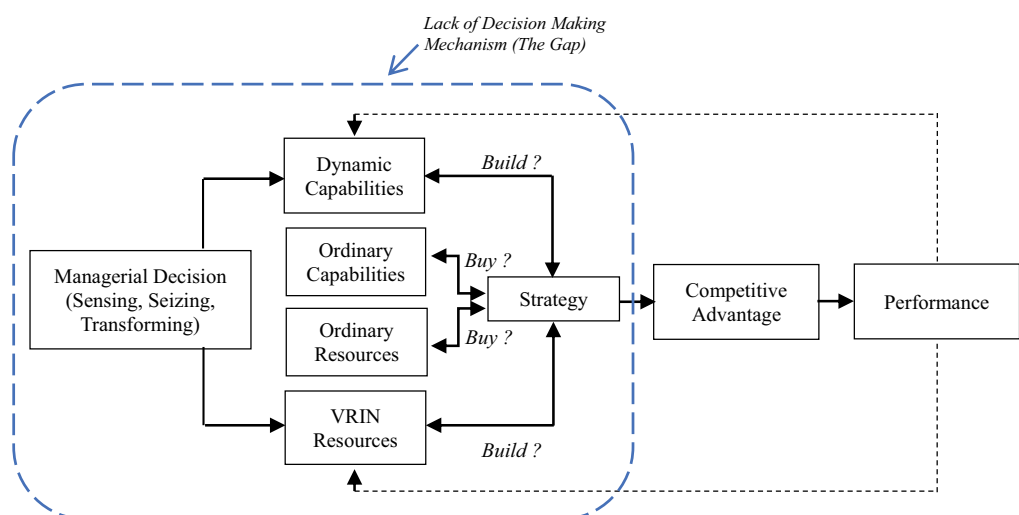 Lack of Decision Making
Mechanism (The Gap)
Dynamic
Capabilities
Build ?
Ordinary
Capabilities
Buy ?
Managerial Decision
(Sensing, Seizing,
Transforming)
Strategy
Competitive
Advantage
Performance
Ordinary
Resources
Buy ?
VRIN
Resources
Build ?